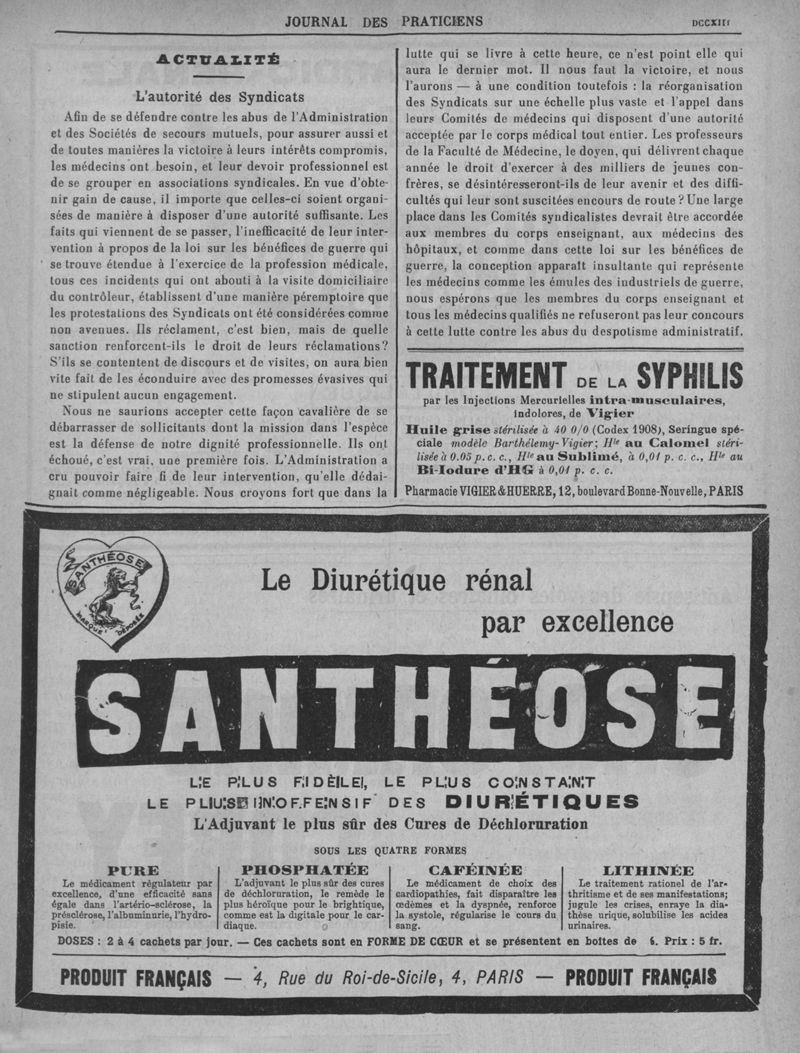 JOURNAL DES PRATICIENS
DCCXIII
ACTUALITÉ
L'autorité des Syndicats
Afin de se défendre contre les abus de l'Administration
et des Sociétés de secours mutuels, pour assurer aussi et
de toutes manières la victoire à leurs intérêts compromis,
les médecins ont besoin, et leur devoir professionnel est
de se grouper en associations syndicales. En vue d'obte-
nir gain de cause, il importe que celles-ci soient organi-
sées de manière à disposer d'une autorité suffisante. Les
faits qui viennent de se passer, l'inefficacité de leur inter-
vention à propos de la loi sur les bénéfices de guerre qui
se trouve étendue à l'exercice de la profession médicale,
tous ces incidents qui ont abouti à la visite domiciliaire
du contrôleur, établissent d'une manière péremptoire que
les protestations des Syndicats ont été considérées comme
non avenues. Ils réclament, c'est bien, mais de quelle
sanction renforcent-ils le droit de leurs réclamations?
S'ils se contentent de discours et de visites, on aura bien
vite fait de les éconduire avec des promesses évasives qui
ne stipulent aucun engagement.
Nous ne saurions accepter cette façon cavalière de se
débarrasser de sollicitants dont la mission dans l'espèce
est la défense de notre dignité professionnelle. Ils ont
échoué, c'est vrai, une première fois. L'Administration a
cru pouvoir faire fi de leur intervention, qu'elle dédai-
gnait comme négligeable. Nous croyons fort que dans la
lutte qui se livre à cette heure, ce n'est point elle qui
aura le dernier mot. Il nous faut la victoire, et nous
l'aurons — à une condition toutefois : la réorganisation
des Syndicats sur une échelle plus vaste et l'appel dans
leurs Comités de médecins qui disposent d'une autorité
acceptée par le corps médical tout entier. Les professeurs
de la Faculté de Médecine, le doyen, qui délivrent chaque
année le droit d'exercer à des milliers de jeunes con-
frères, se désintéresseront-ils de leur avenir et des diffi-
cultés qui leur sont suscitées encours de route? Une large
place dans les Comités syndicalistes devrait être accordée
aux membres du corps enseignant, aux médecins des
hôpitaux, et comme dans cette loi sur les bénéfices de
guerre, la conception apparaît insultante qui représente
les médecins comme les émules des industriels de guerre,
nous espérons que les membres du corps enseignant et
tous les médecins qualifiés ne refuseront pas leur concours
à cette lutte contre les abus du despotisme administratif.
TRAITEMENT DE LA SYPHILIS
par les Injections Mercurielles intra-musculaires,
indolores, de Vigier
Huile grise stérilisée à 40 0/0 (Codex 1908), Seringue spé-
ciale modèle Barthélemy-Vigier; Hle au Calomel stéri-
lisée à 0.05 p. c. c., Hle au Sublimé, à 0,01 p. c. c., Hle au
Bi-Iodure d'HG à 0,01 p. c. c.
Pharmacie VIGIER & HUERRE, 12, boulevard Bonne-Nouvelle, PARIS
SANTHÉOSE
MARQUE DÉPOSÉE
Le Diurétique rénal
par excellence
SANTHÉOSE
LE PLUS FIDÈLE, LE PLUS CONSTANT
LE PLUS INOFFENSIF DES DIURÉTIQUES
L'Adjuvant le plus sûr des Cures de Déchloruration
SOUS LES QUATRE FORMES
PURE
Le médicament régulateur par
excellence, d'une efficacité sans
égale dans l'artério-sclérose, la
présclérose, l'albuminurie, l'hydro-
pisie.
PHOSPHATÉE
L'adjuvant le plus sûr des cures
de déchloruration, le remède le
plus héroïque pour le brightique,
comme est la digitale pour le car-
diaque.
CAFÉINÉE
Le médicament de choix des
cardiopathies, fait disparaître les
œdèmes et la dyspnée, renforce
la systole, régularise le cours du
sang.
LITHINÉE
Le traitement rationel de l'ar-
thritisme et de ses manifestations;
jugule les crises, enraye la dia-
thèse urique, solubilise les acides
urinaires.
DOSES : 2 à 4 cachets par jour. — Ces cachets sont en FORME DE CŒUR et se présentent en boîtes de 4. Prix : 5 fr.
PRODUIT FRANÇAIS — 4, Rue du Roi-de-Sicile, 4, PARIS — PRODUIT FRANÇAIS